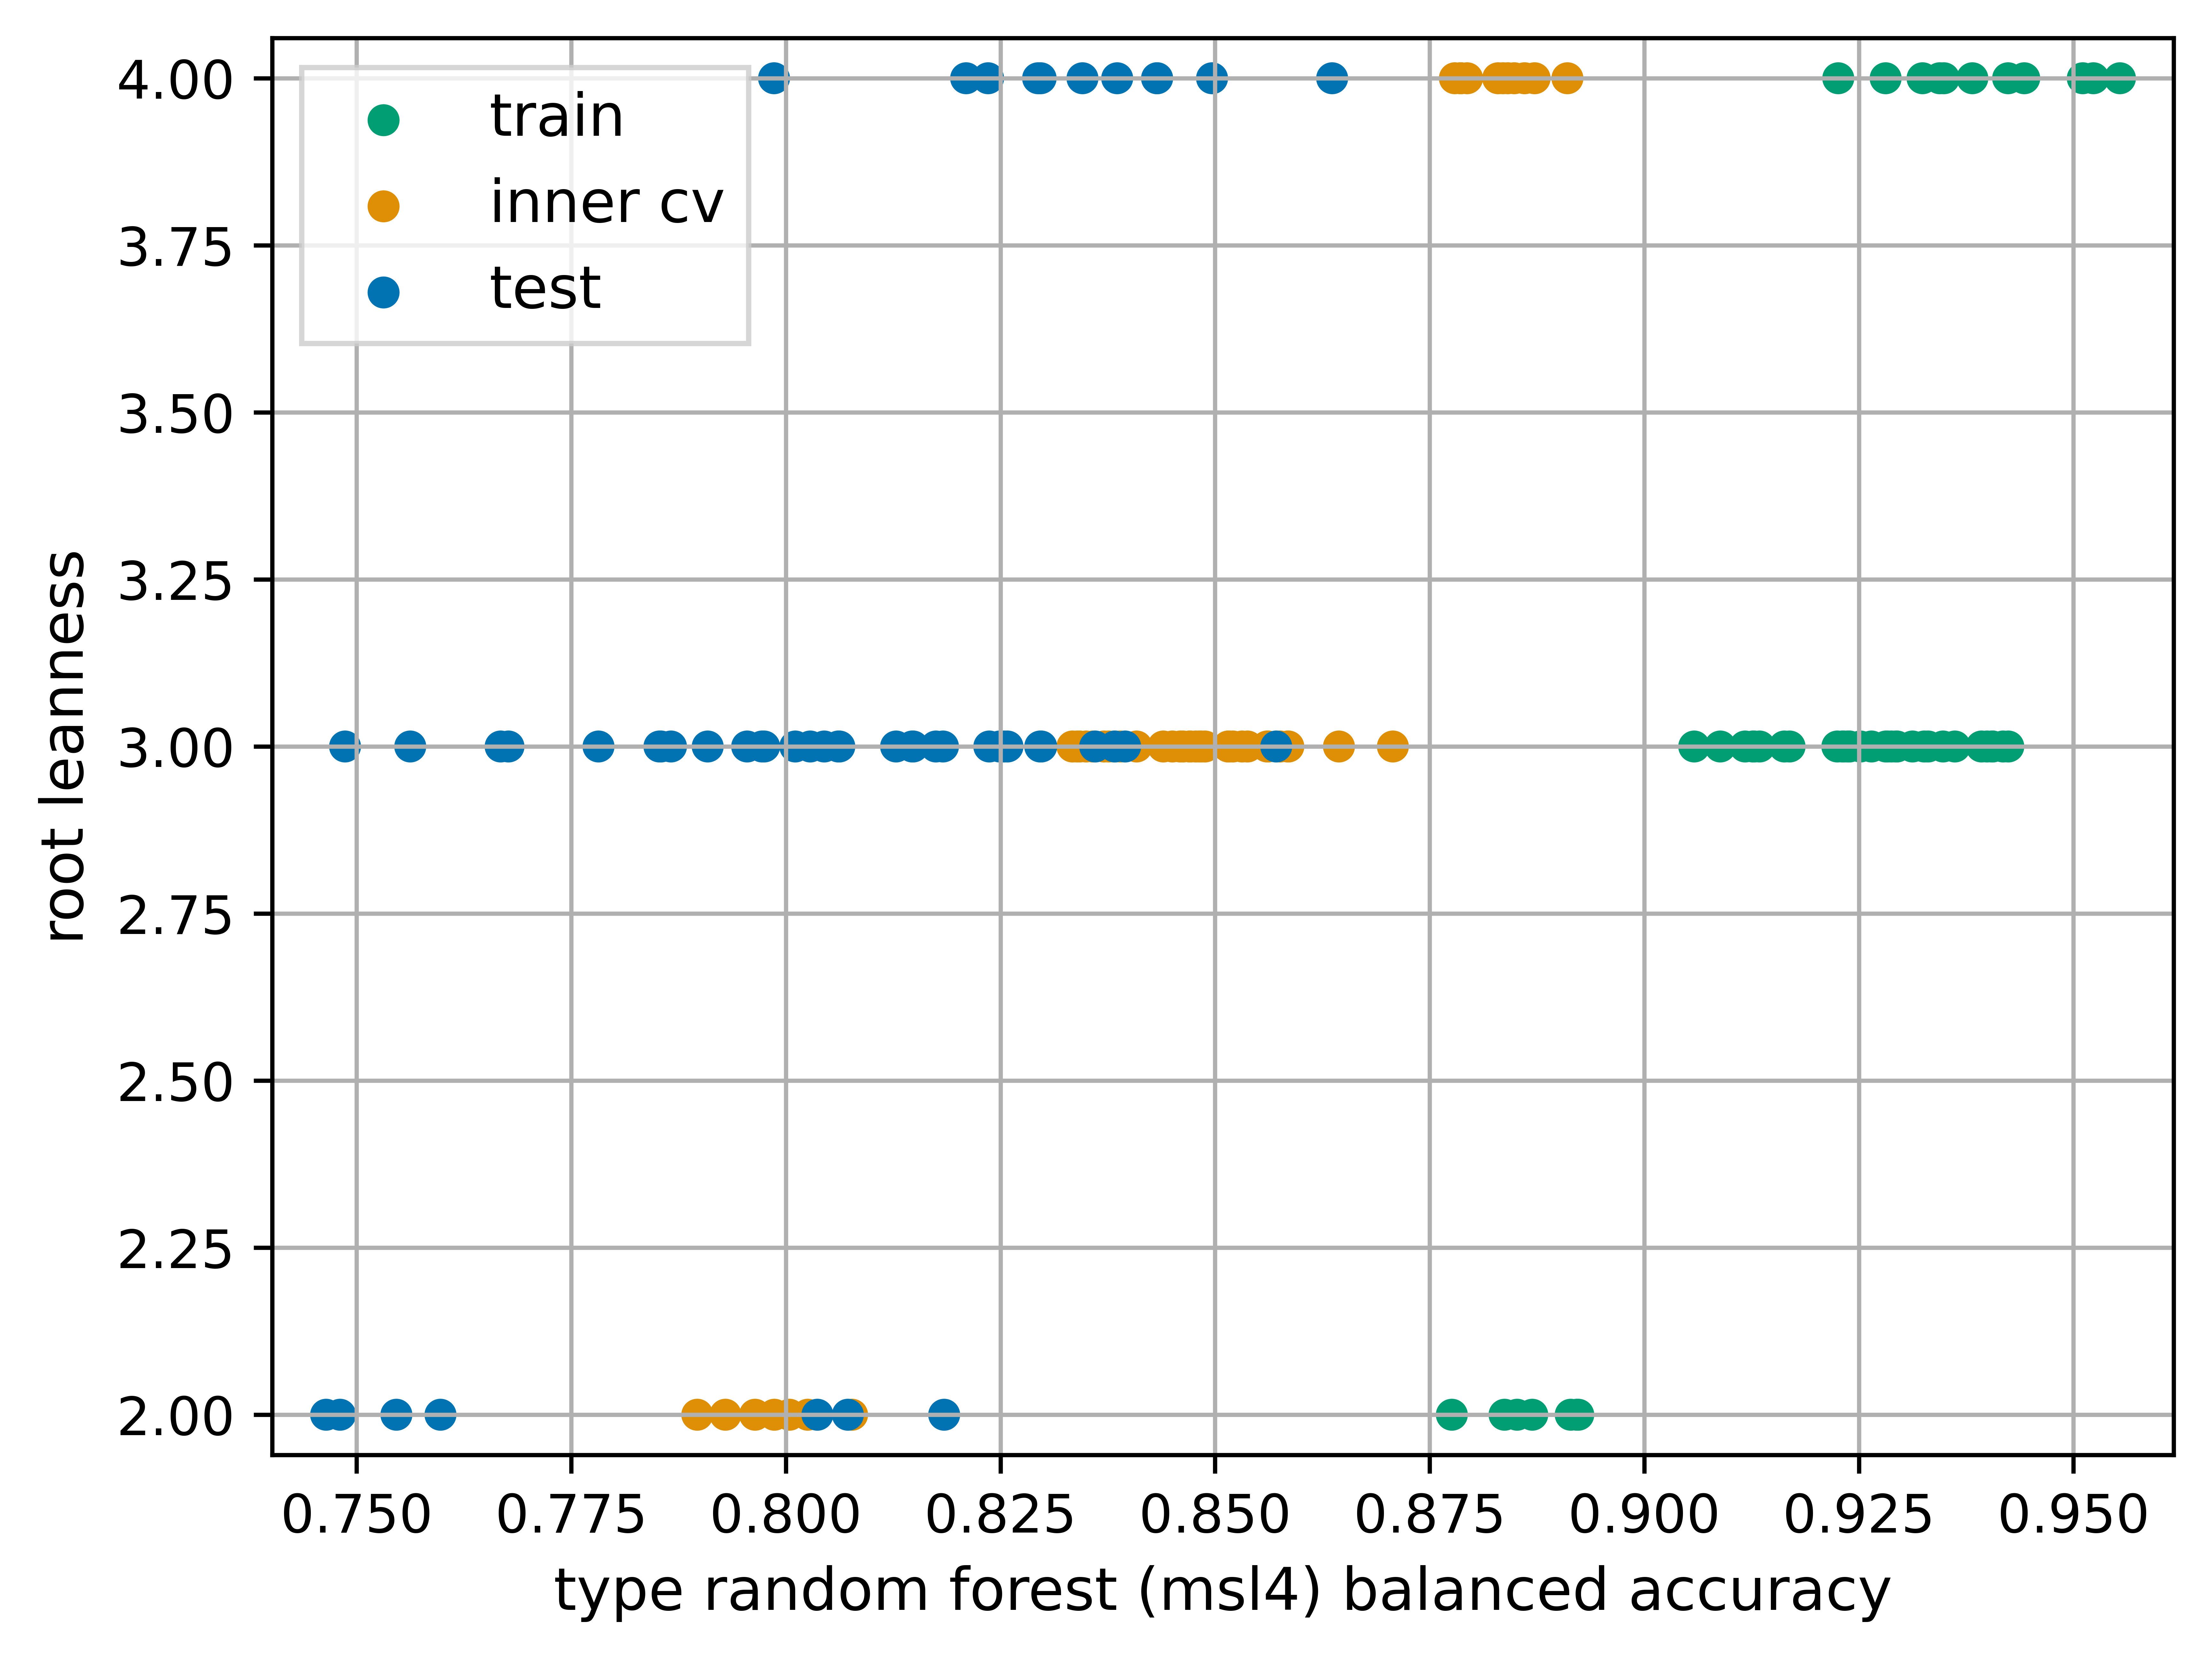 4.00
3.75
3.50
3.25
3.00
2.75
2.50
2.25
2.00
root leanness
train
inner cv
test
0.750 0.775 0.800 0.825 0.850 0.875 0.900 0.925 0.950
type random forest (msl4) balanced accuracy